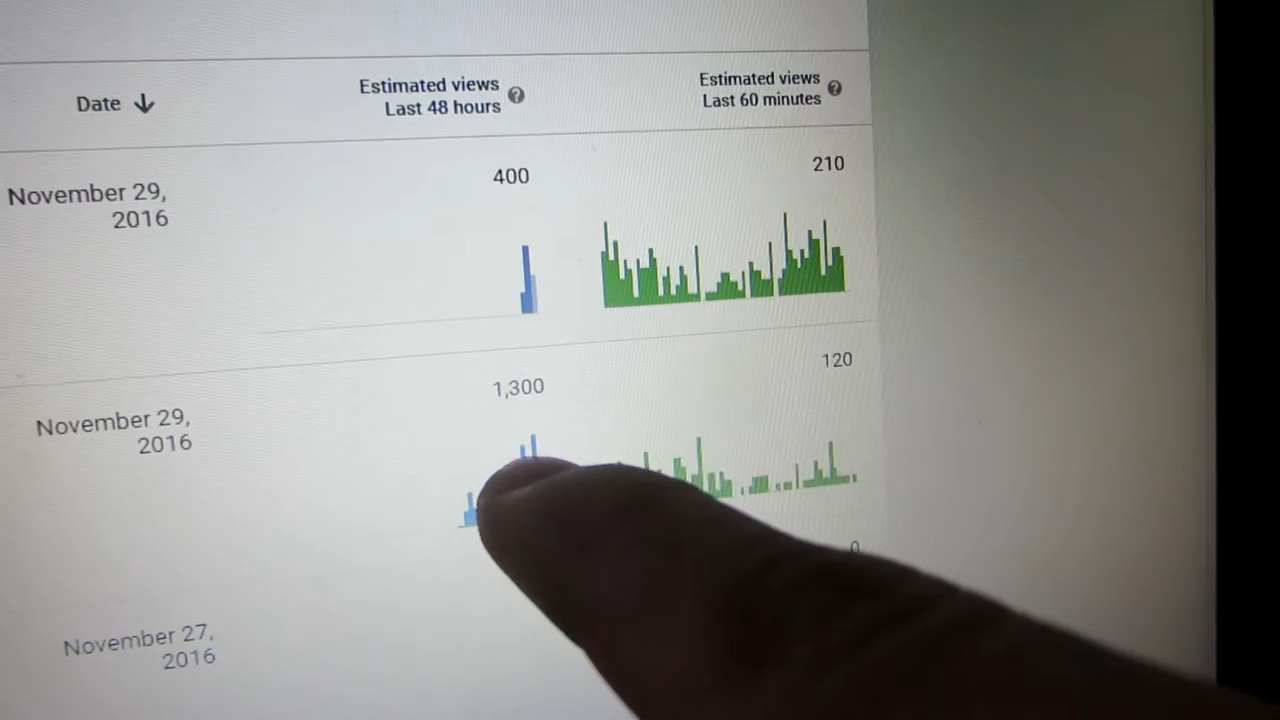 Date
Estimated views
Last 48 hours
Estimated views
Last 60 minutes
November 29,
2016
400
210
November 29,
2016
1,300
120
0
November 27,
2016